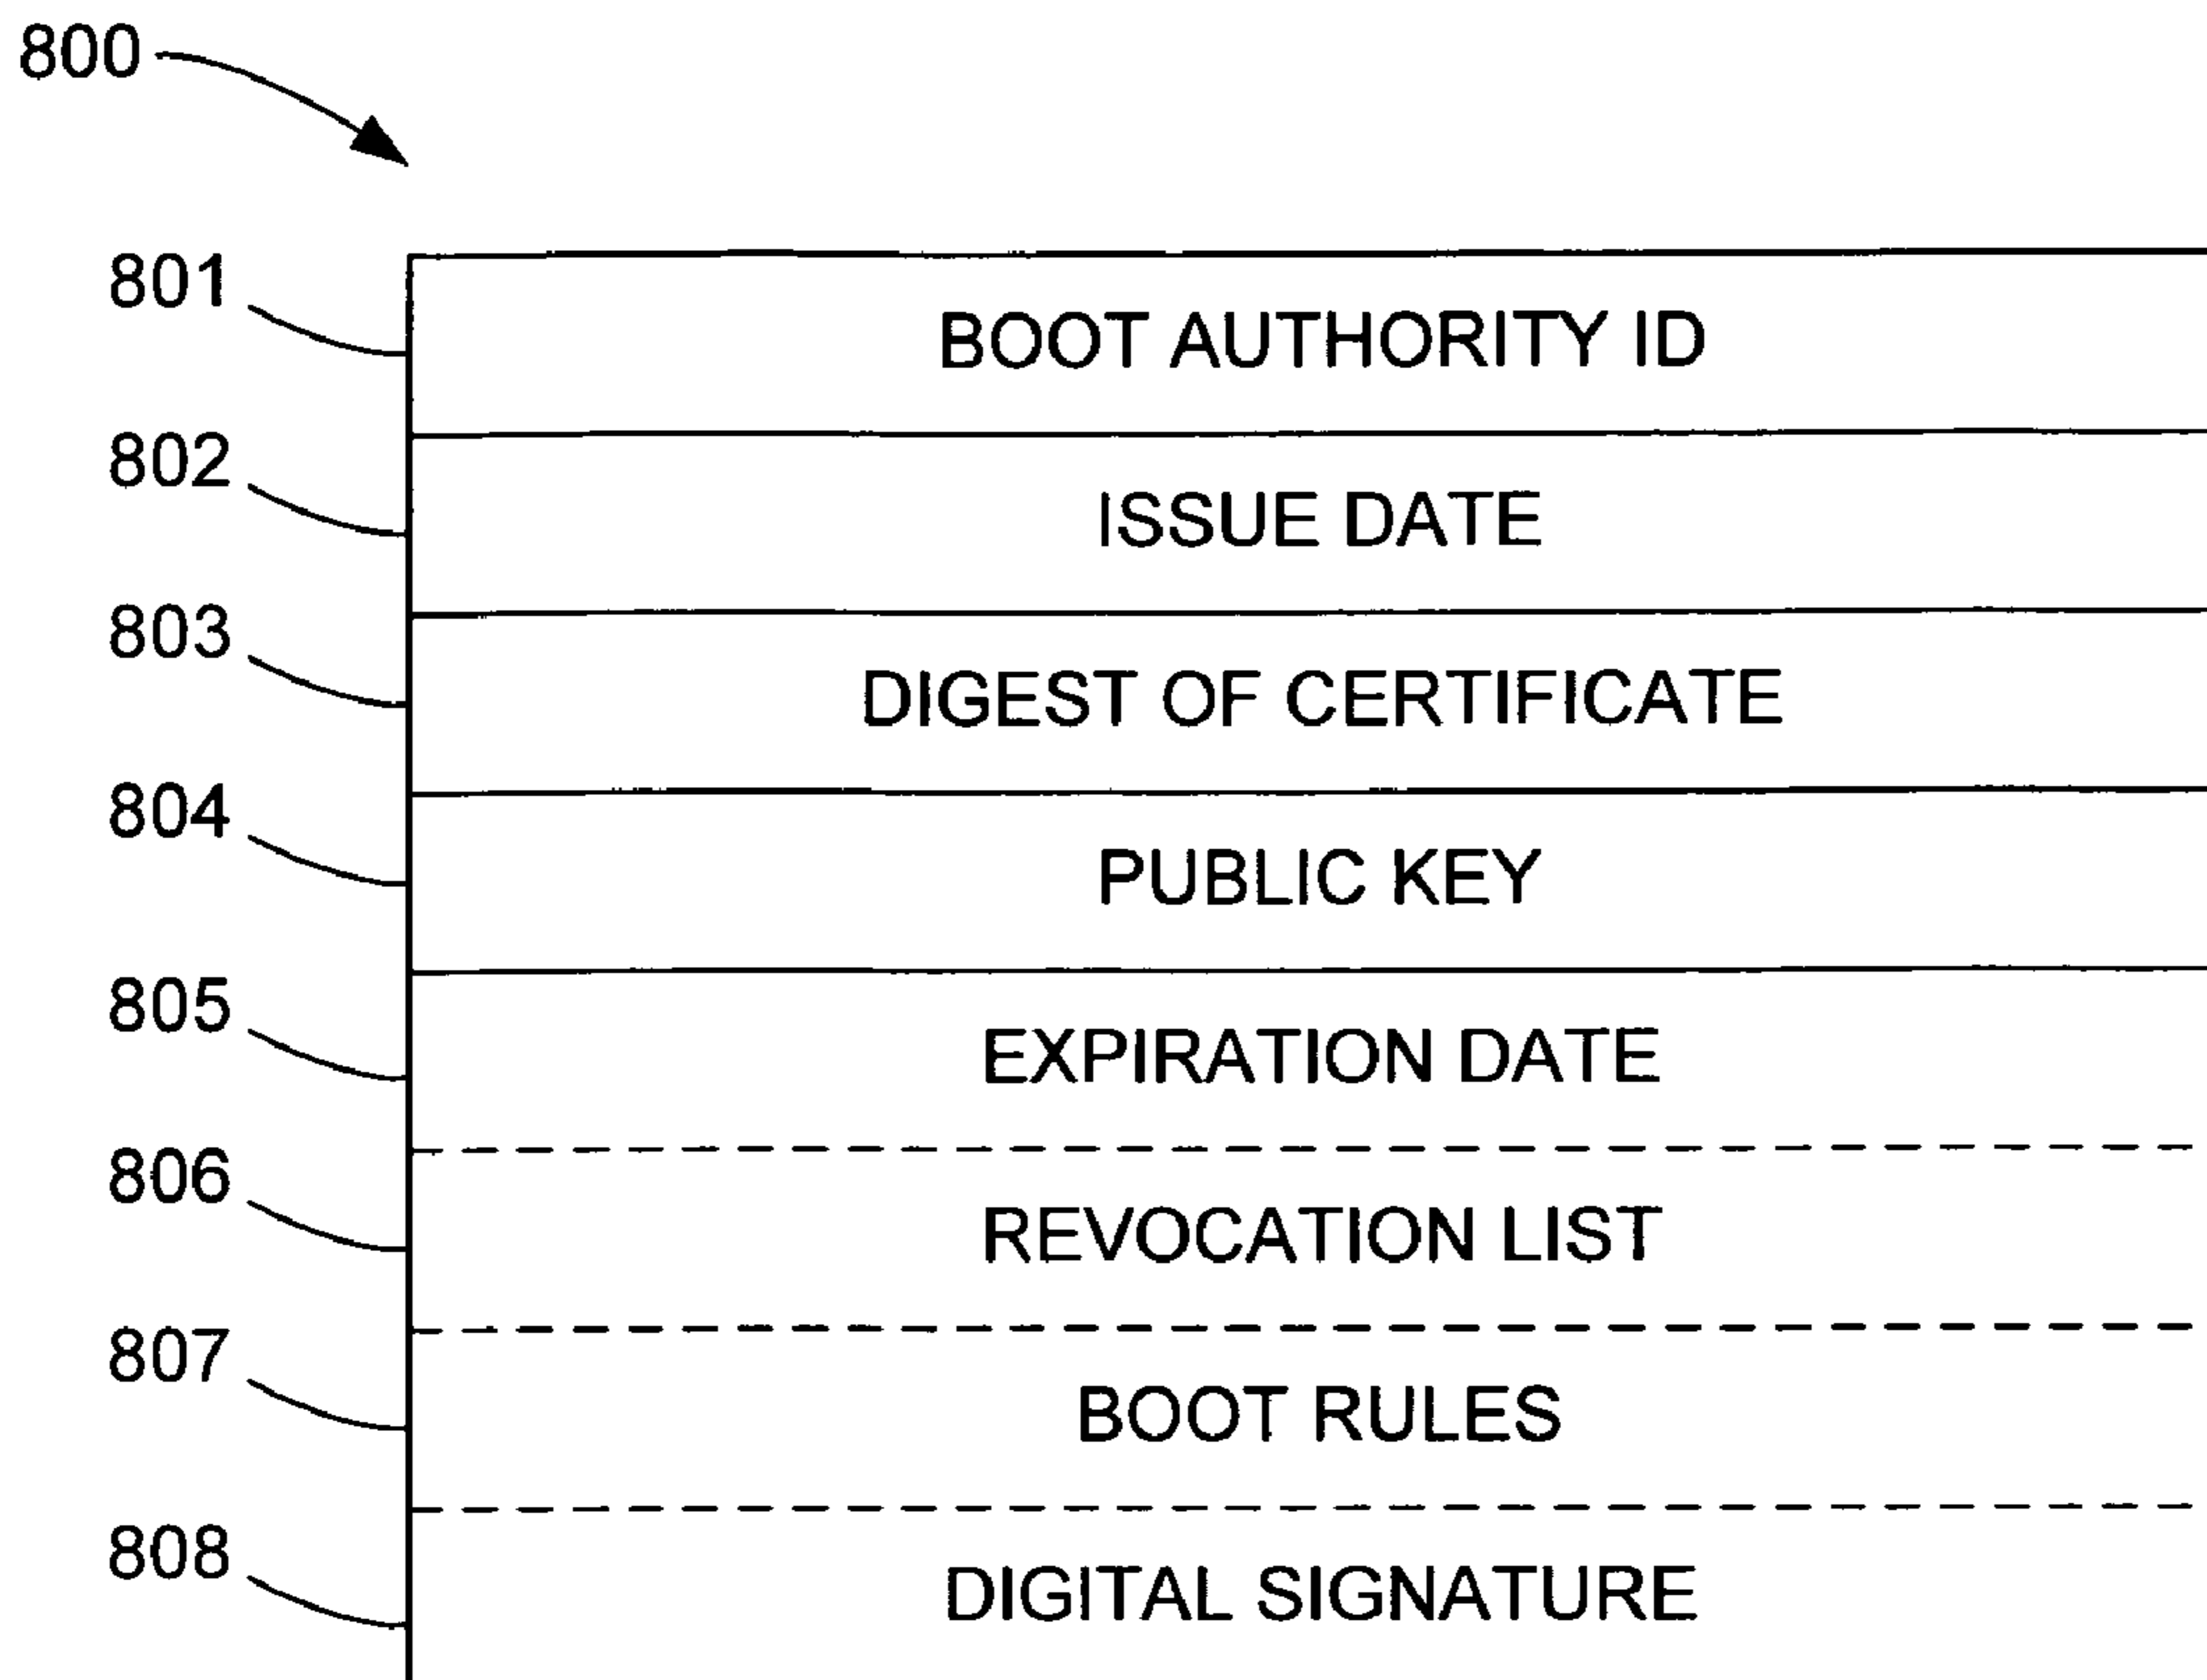 800
801 BOOT AUTHORITY ID
802 ISSUE DATE
803 DIGEST OF CERTIFICATE
804 PUBLIC KEY
805 EXPIRATION DATE
806 REVOCATION LIST
807 BOOT RULES
808 DIGITAL SIGNATURE